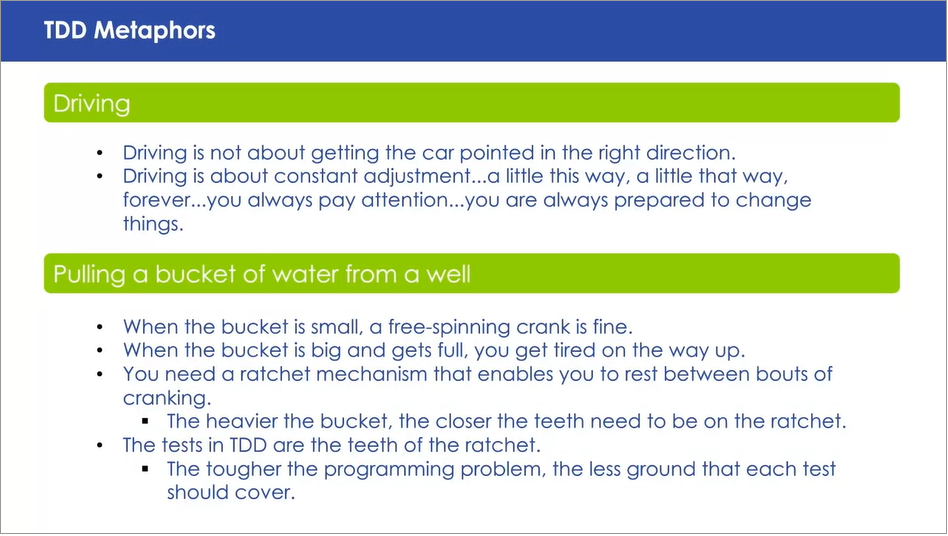 TDD Metaphors
Driving
• Driving is not about getting the car pointed in the right direction.
• Driving is about constant adjustment...a little this way, a little that way,
forever...you always pay attention...you are always prepared to change
things.
Pulling a bucket of water from a well
• When the bucket is small, a free-spinning crank is fine.
• When the bucket is big and gets full, you get tired on the way up.
• You need a ratchet mechanism that enables you to rest between bouts of
cranking.
▪ The heavier the bucket, the closer the teeth need to be on the ratchet.
• The tests in TDD are the teeth of the ratchet.
▪ The tougher the programming problem, the less ground that each test
should cover.